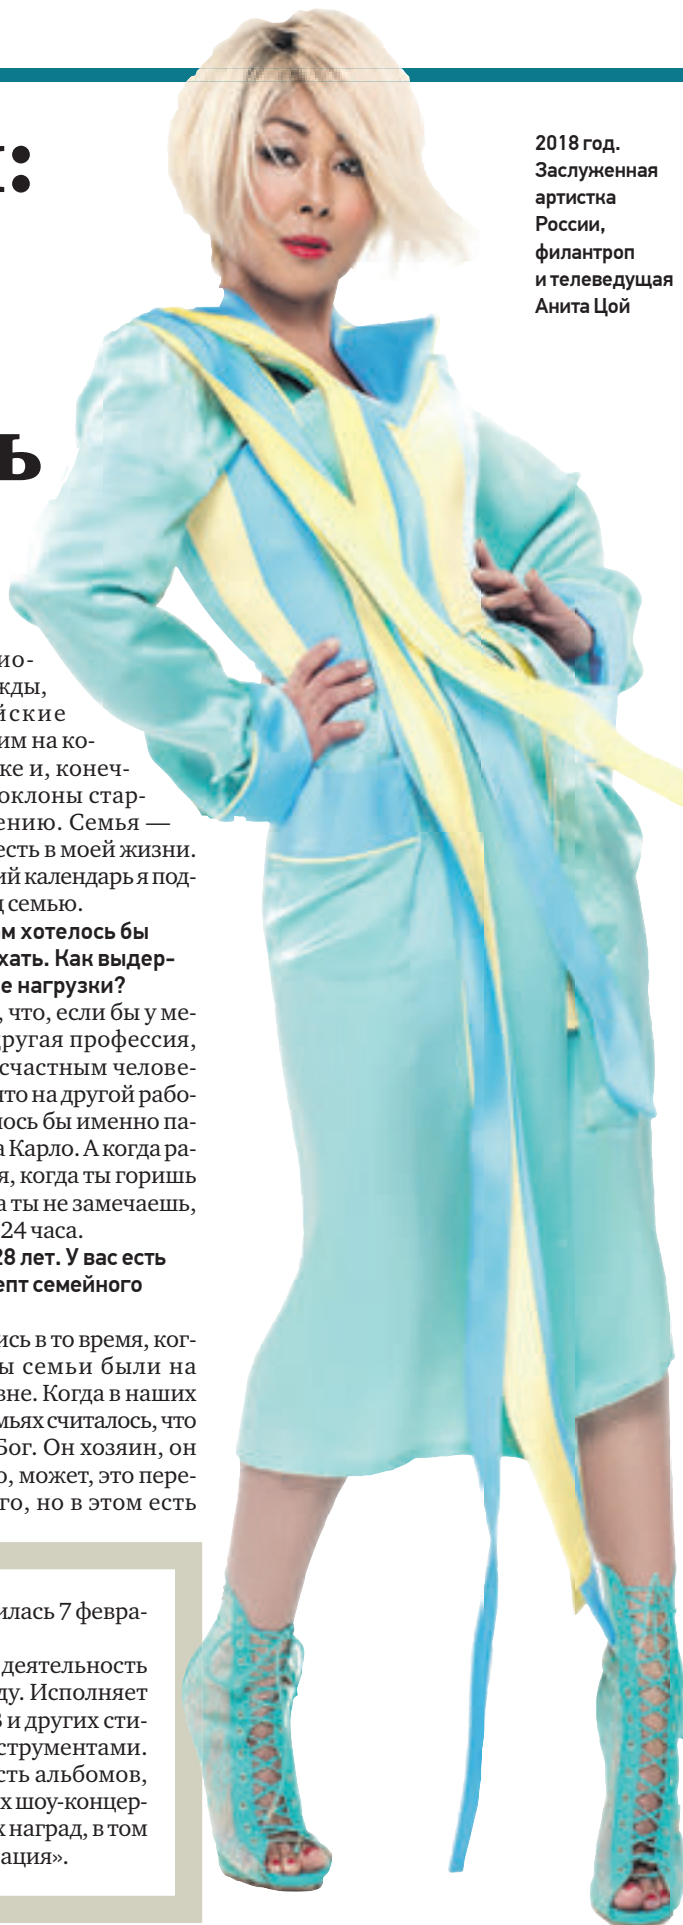 :
ь
2018 год.
Заслуженная
артистка
России,
филантроп
и телеведущая
Анита Цой
ио-
жды,
йские
им на ко-
ке и, конеч-
оклоны стар-
ению. Семья —
есть в моей жизни.
ий календарь я под-
д семью.
м хотелось бы
хать. Как выдер-
е нагрузки?
, что, если бы у ме-
другая профессия,
счастным челове-
что на другой рабо-
лось бы именно па-
а Карло. А когда ра-
я, когда ты горишь
а ты не замечаешь,
24 часа.
28 лет. У вас есть
епт семейного
ись в то время, ког-
ы семьи были на
вне. Когда в наших
мьях считалось, что
Бог. Он хозяин, он
о, может, это пере-
го, но в этом есть
илась 7 февра-
деятельность
ду. Исполняет
В и других сти-
струментами.
сть альбомов,
х шоу-концер-
х наград, в том
ация».